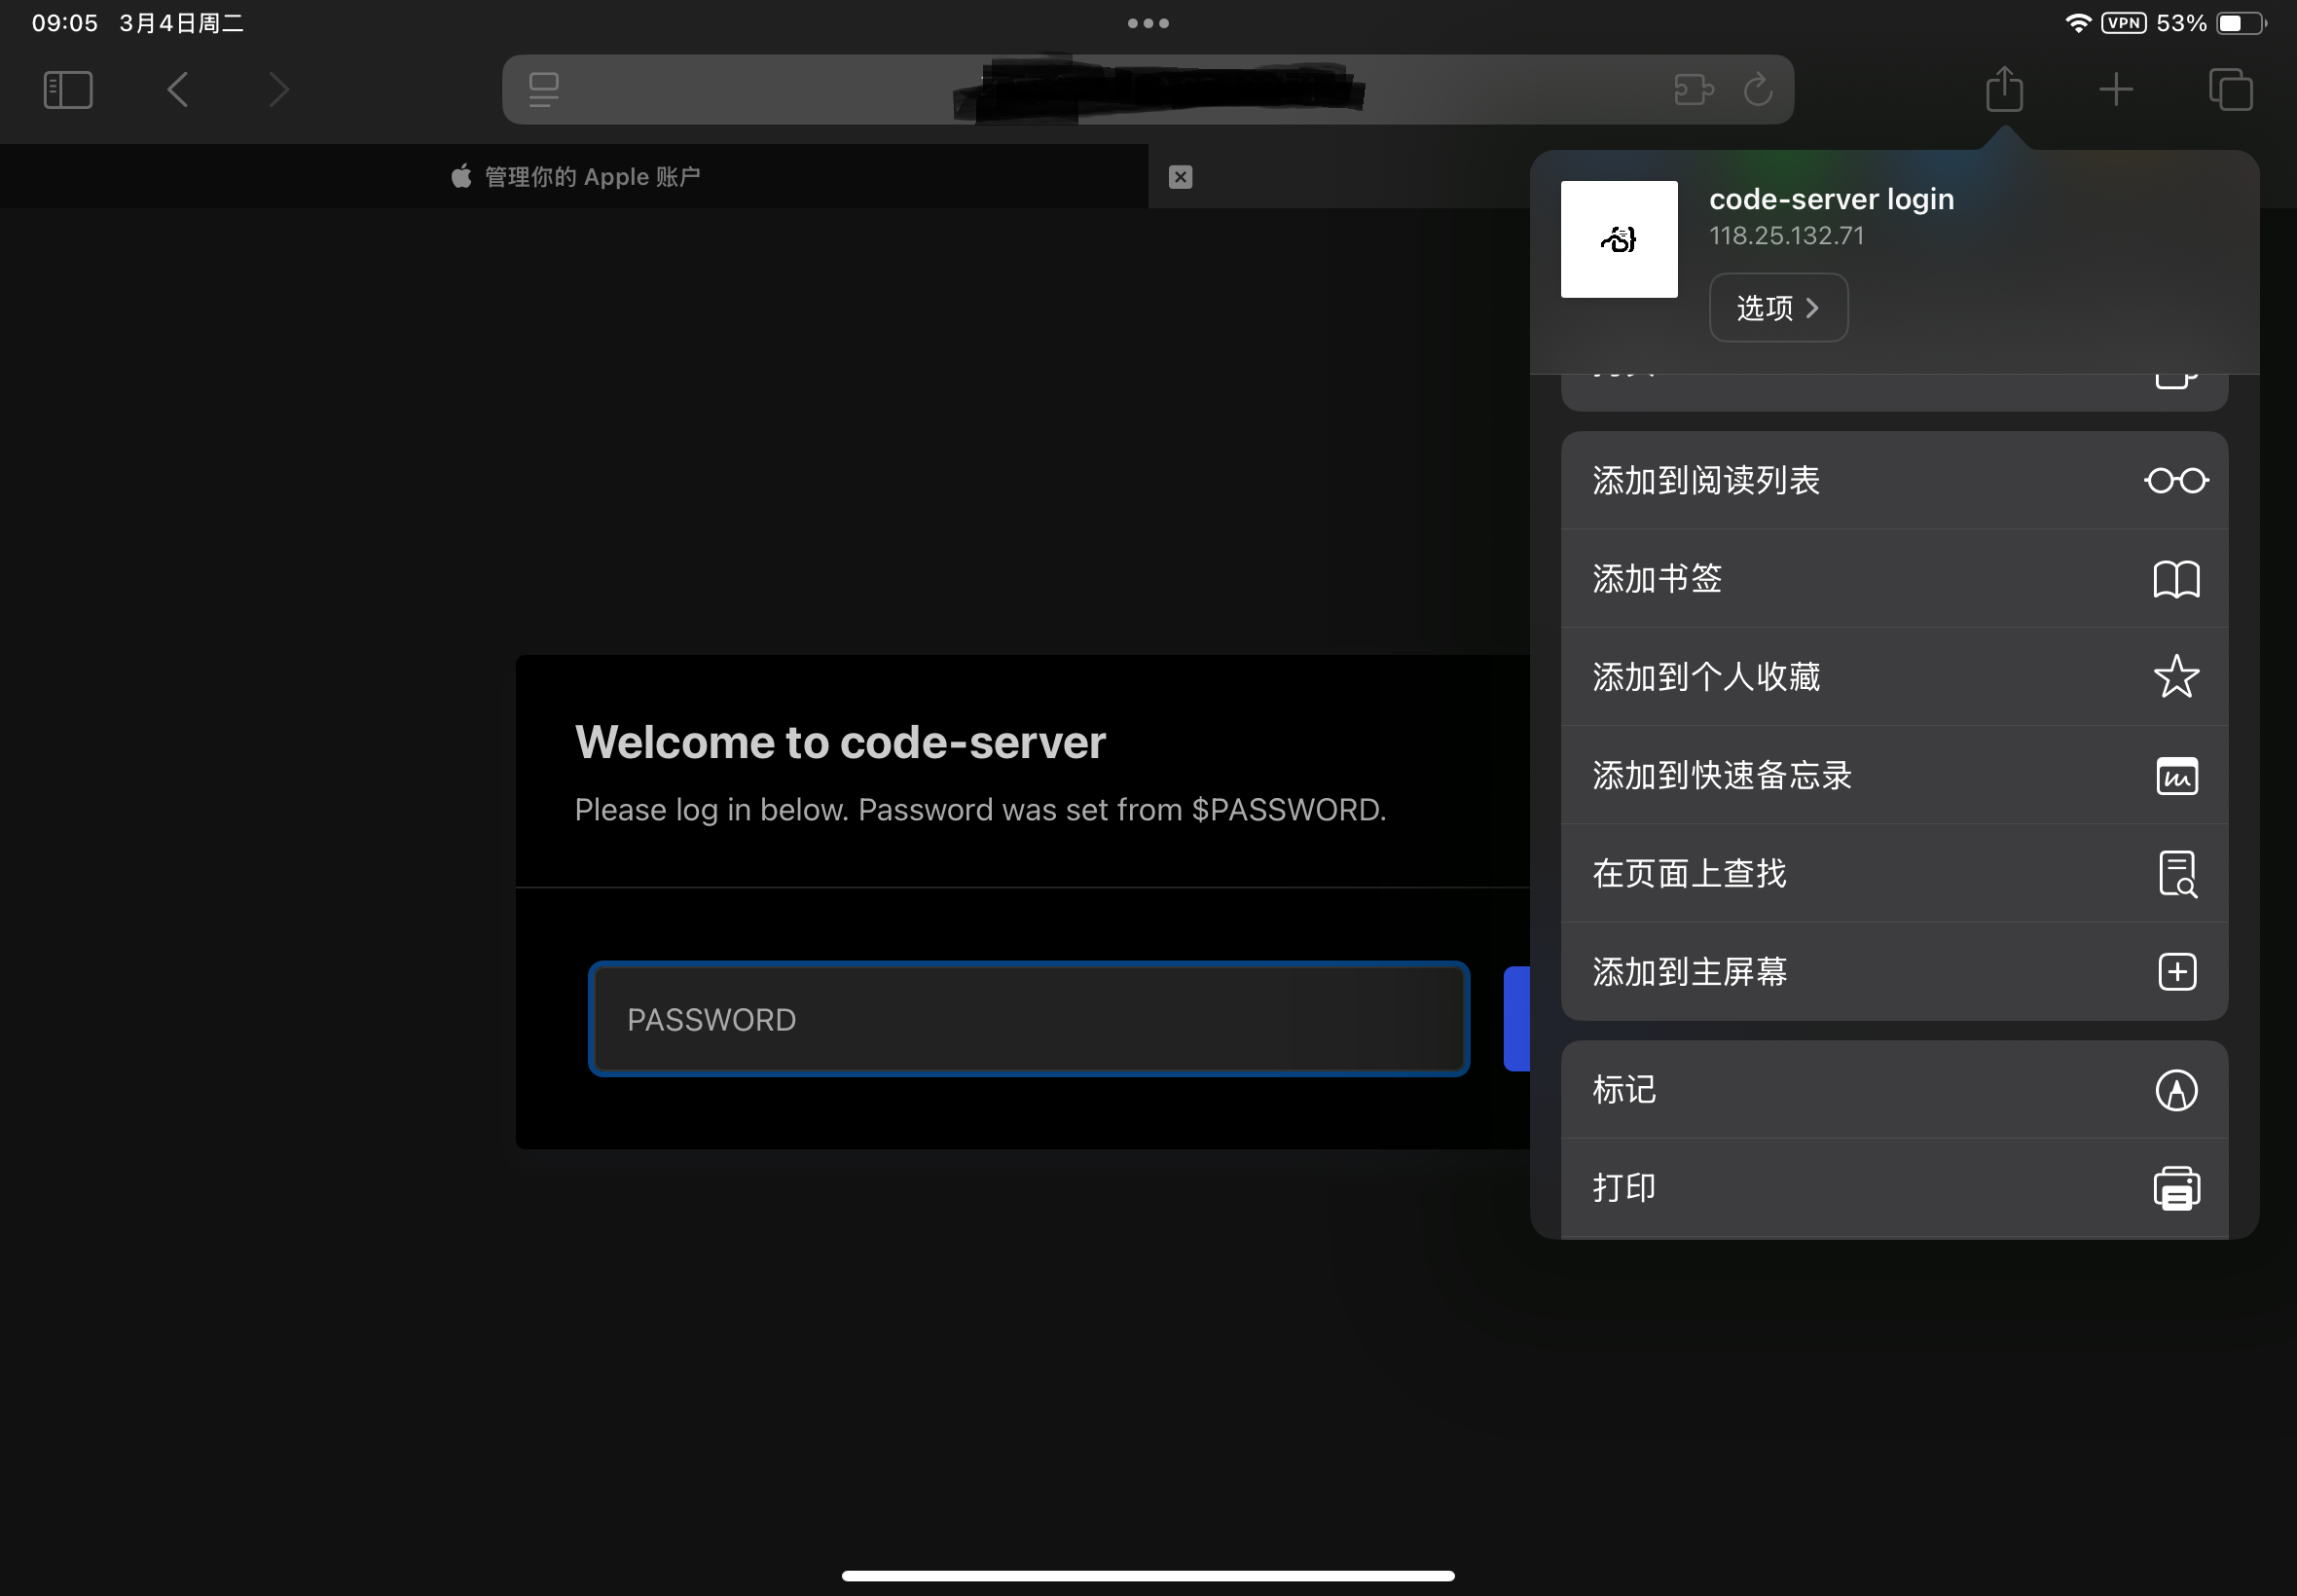 09:05 3月4日周二
VPN 53%
管理你的 Apple 账户
code-server login
118.25.132.71
选项
添加到阅读列表
添加书签
添加到个人收藏
添加到快速备忘录
在页面上查找
添加到主屏幕
标记
打印
Welcome to code-server
Please log in below. Password was set from $PASSWORD.
PASSWORD